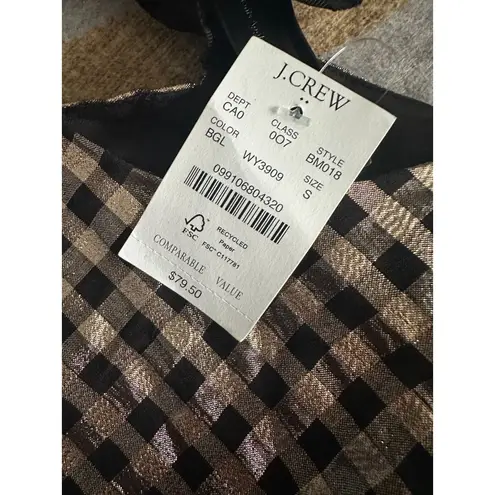 J.CREW
DEPT CLASS STYLE
CA0 007 BM018
COLOR SIZE
BGL WY3909 S
099106804320
FSC
RECYCLED
Paper
FSC® C117781
COMPARABLE VALUE
$79.50